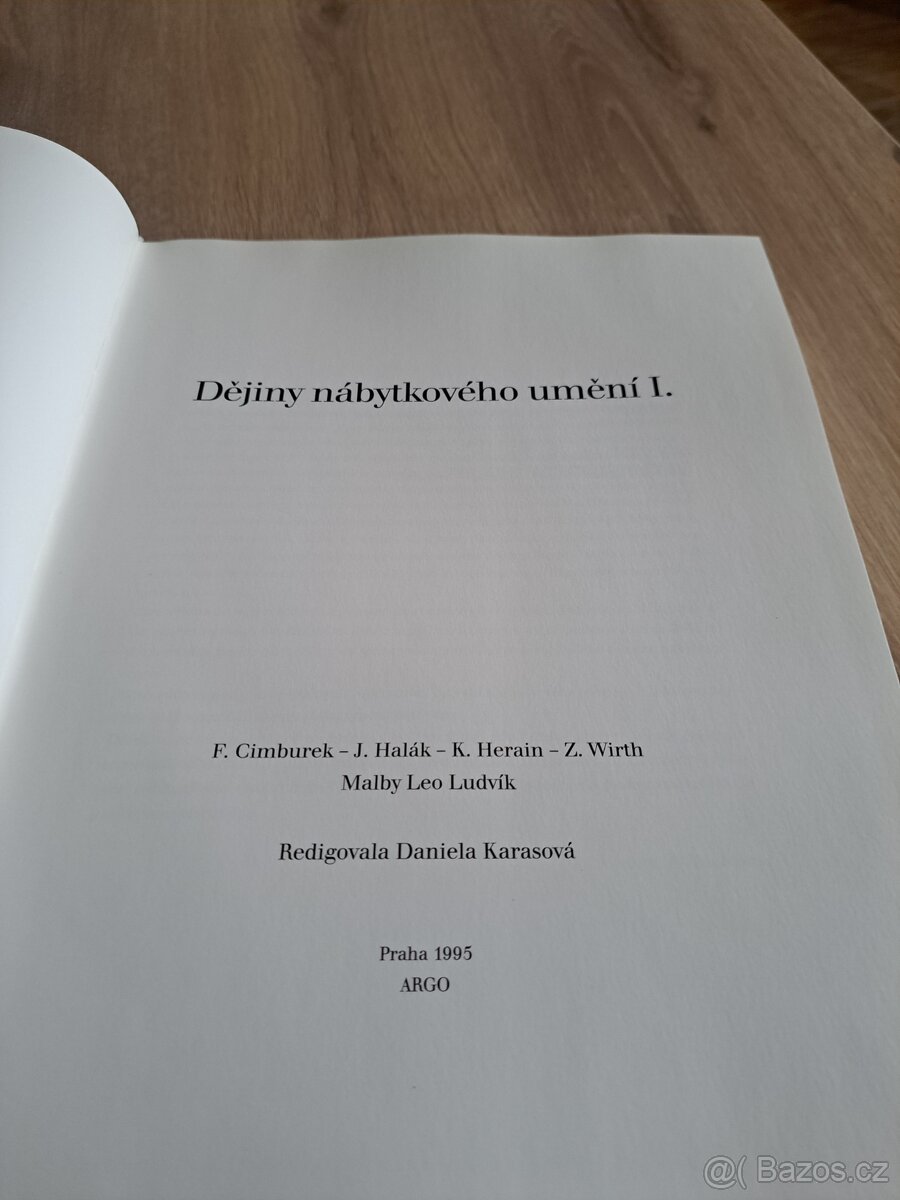 Dějiny nábytkového umění I.
F. Cimburek – J. Halák – K. Herain – Z. Wirth
Malby Leo Ludvík
Redigovala Daniela Karasová
Praha 1995
ARGO
@( Bazos.cz